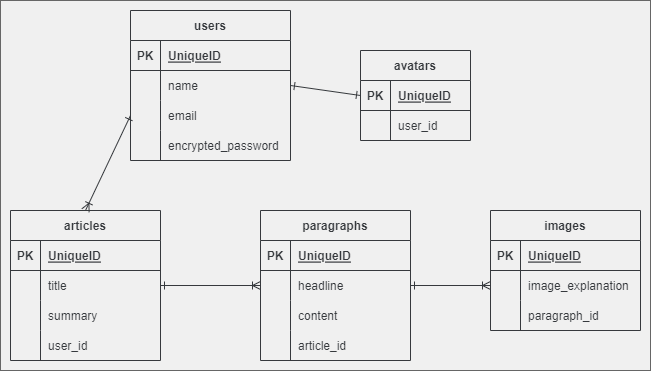 users
PK UniqueID
name
email
encrypted_password
avatars
PK UniqueID
user_id
articles
PK UniqueID
title
summary
user_id
paragraphs
PK UniqueID
headline
content
article_id
images
PK UniqueID
image_explanation
paragraph_id